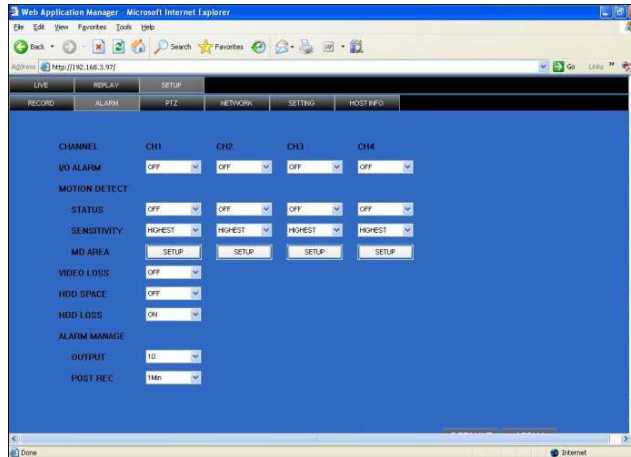 Web Application Manager - Microsoft Internet Explorer
File Edit View Favorites Tools Help
Back Search Favorites
Address http://192.168.3.97/ Go Links »
LIVE REPLAY SETUP
RECORD ALARM PTZ NETWORK SETTING HOST INFO
CHANNEL CH1 CH2 CH3 CH4
I/O ALARM OFF OFF OFF OFF
MOTION DETECT
STATUS OFF OFF OFF OFF
SENSITIVITY HIGHEST HIGHEST HIGHEST HIGHEST
MD AREA SETUP SETUP SETUP SETUP
VIDEO LOSS OFF
HDD SPACE OFF
HDD LOSS ON
ALARM MANAGE
OUTPUT 10
POST REC 1Min
Done Internet